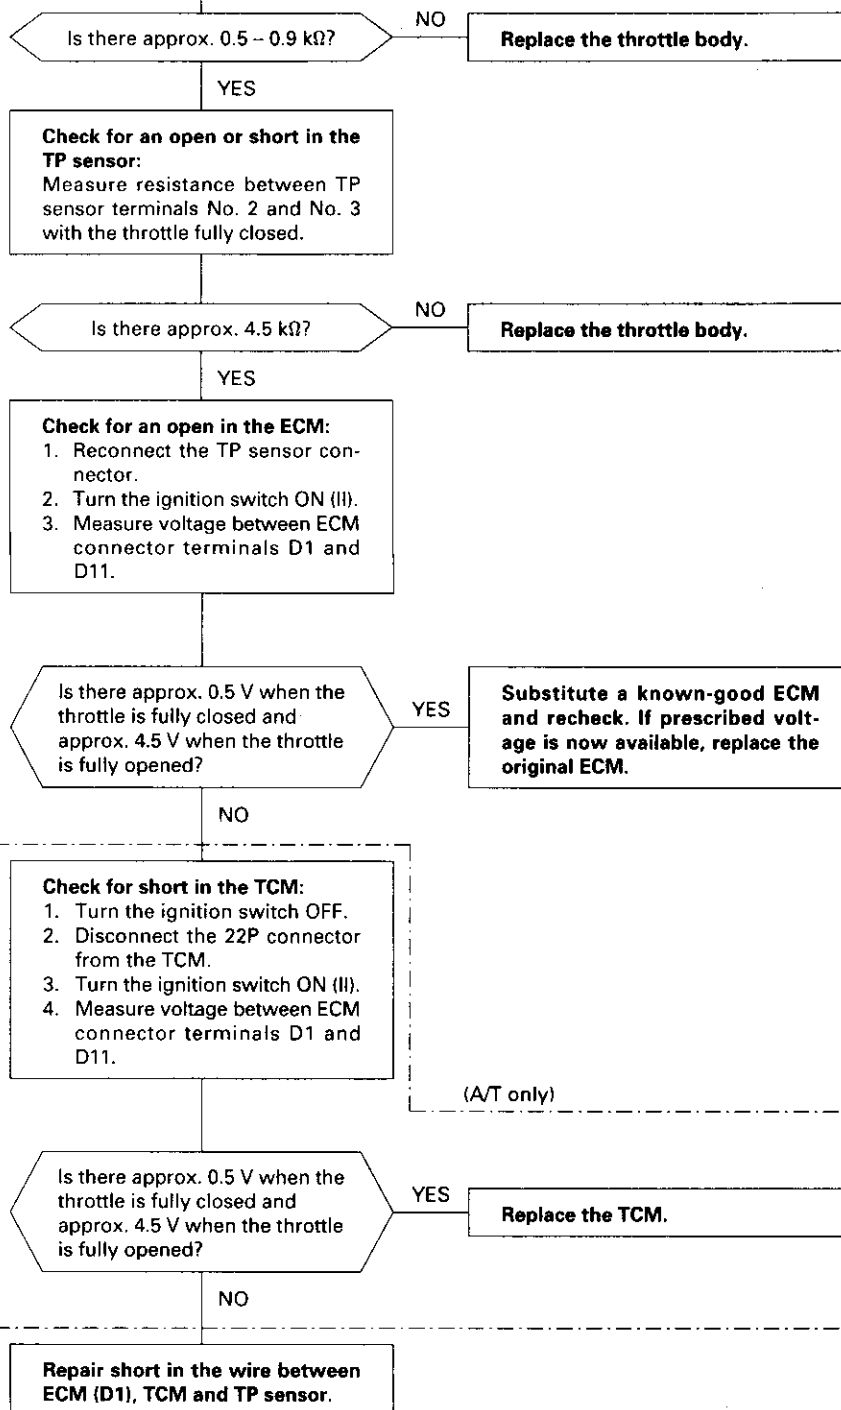 Is there approx. 0.5 – 0.9 kΩ?
NO
Replace the throttle body.
YES
Check for an open or short in the
TP sensor:
Measure resistance between TP
sensor terminals No. 2 and No. 3
with the throttle fully closed.
Is there approx. 4.5 kΩ?
NO
Replace the throttle body.
YES
Check for an open in the ECM:
1. Reconnect the TP sensor con-
nector.
2. Turn the ignition switch ON (II).
3. Measure voltage between ECM
connector terminals D1 and
D11.
Is there approx. 0.5 V when the
throttle is fully closed and
approx. 4.5 V when the throttle
is fully opened?
YES
Substitute a known-good ECM
and recheck. If prescribed volt-
age is now available, replace the
original ECM.
NO
Check for short in the TCM:
1. Turn the ignition switch OFF.
2. Disconnect the 22P connector
from the TCM.
3. Turn the ignition switch ON (II).
4. Measure voltage between ECM
connector terminals D1 and
D11.
(A/T only)
Is there approx. 0.5 V when the
throttle is fully closed and
approx. 4.5 V when the throttle
is fully opened?
YES
Replace the TCM.
NO
Repair short in the wire between
ECM (D1), TCM and TP sensor.